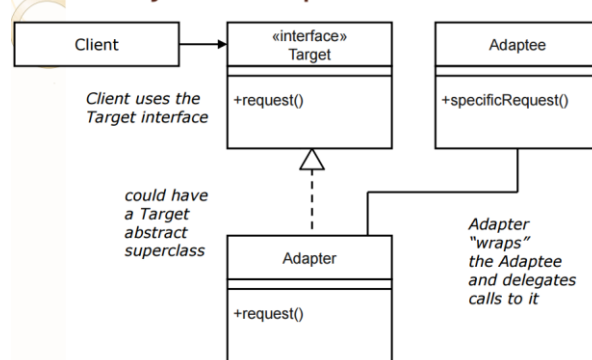 Client
«interface»
Target
Adaptee
+request()
+specificRequest()
Client uses the
Target interface
could have
a Target
abstract
superclass
Adapter
+request()
Adapter
“wraps”
the Adaptee
and delegates
calls to it